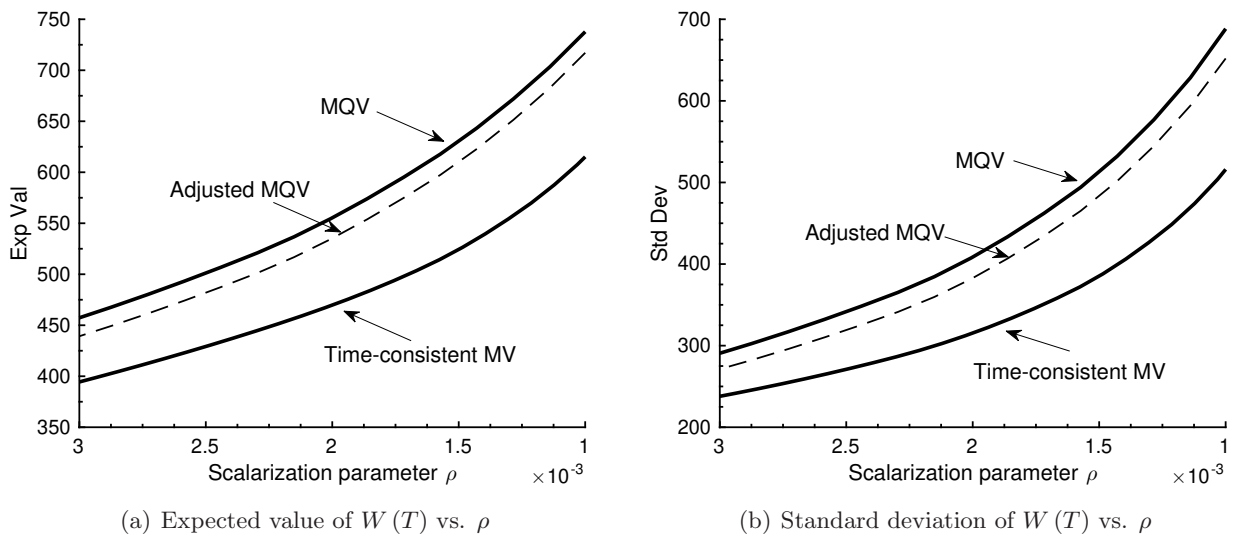 750
700
650
600
550
500
450
400
350
Exp Val
MQV
Adjusted MQV
Time-consistent MV
3
2.5
2
1.5
1
Scalarization parameter ρ
×10⁻³
(a) Expected value of W (T) vs. ρ
700
600
500
400
300
200
Std Dev
MQV
Adjusted MQV
Time-consistent MV
3
2.5
2
1.5
1
Scalarization parameter ρ
×10⁻³
(b) Standard deviation of W (T) vs. ρ